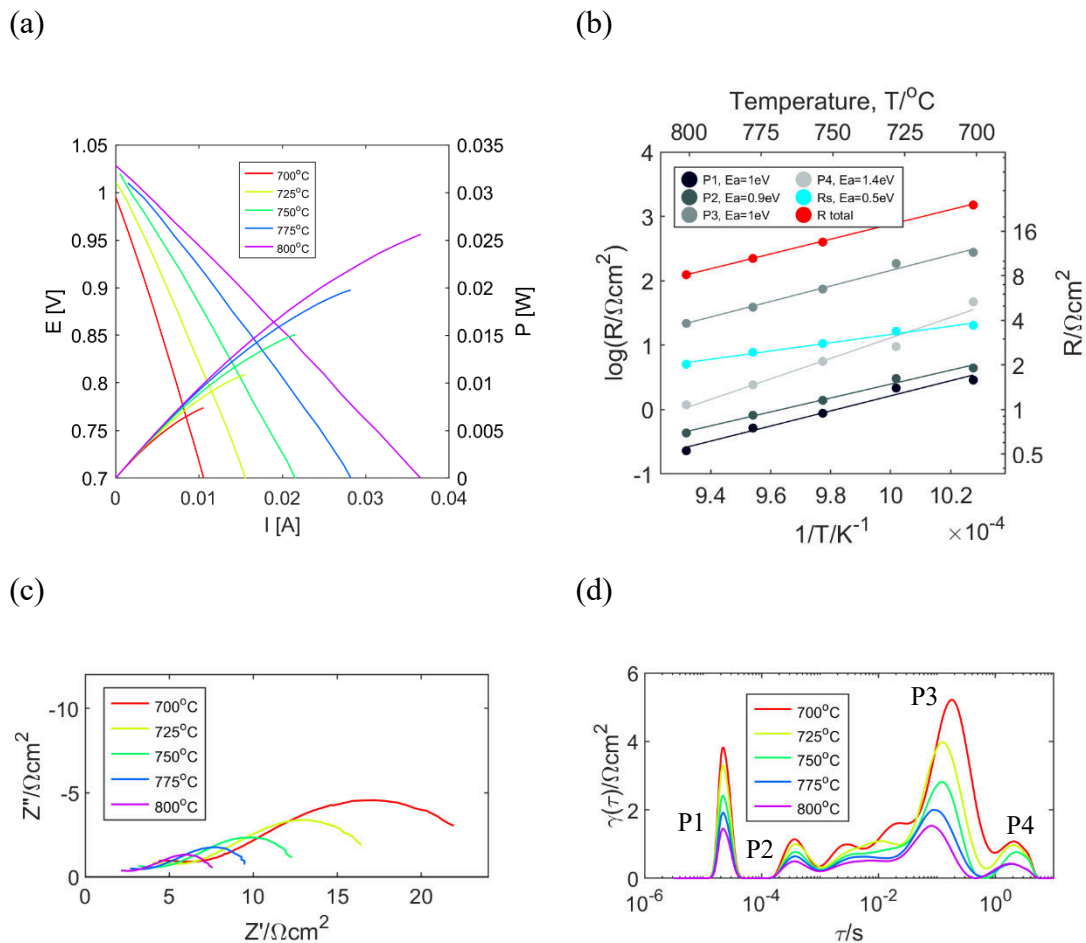 (a)
1.05
1
0.95
0.9
0.85
0.8
0.75
0.7
E [V]
0.035
0.03
0.025
0.02
0.015
0.01
0.005
0
P [W]
0
0.01
0.02
0.03
0.04
I [A]
700°C
725°C
750°C
775°C
800°C
(b)
Temperature, T/°C
800
775
750
725
700
4
3
2
1
0
-1
log(R/Ωcm2)
P1, Ea=1eV
P2, Ea=0.9eV
P3, Ea=1eV
P4, Ea=1.4eV
Rs, Ea=0.5eV
R total
16
8
4
2
1
0.5
R/Ωcm2
9.4
9.6
9.8
10
10.2
1/T/K⁻¹
×10⁻⁴
(c)
-10
-5
0
Z''/Ωcm2
700°C
725°C
750°C
775°C
800°C
0
5
10
15
20
Z'/Ωcm2
(d)
6
4
2
0
γ(τ)/Ωcm2
P1
P2
P3
P4
700°C
725°C
750°C
775°C
800°C
10⁻⁶
10⁻⁴
10⁻²
10⁰
τ/s